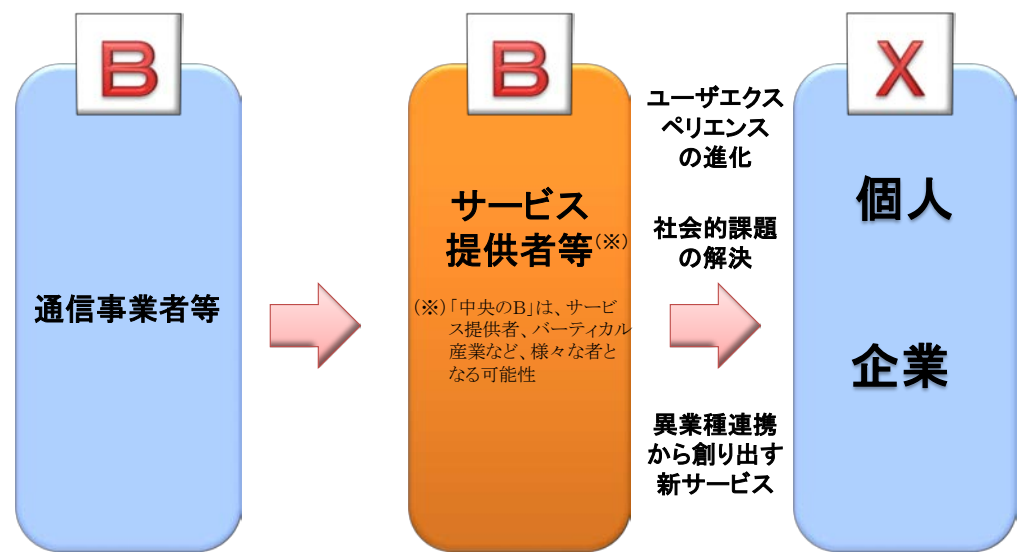 B
通信事業者等
B
サービス
提供者等(※)
(※)「中央のB」は、サービ
ス提供者、バーティカル
産業など、様々な者と
なる可能性
ユーザエクス
ペリエンス
の進化
社会的課題
の解決
異業種連携
から創り出す
新サービス
X
個人
企業